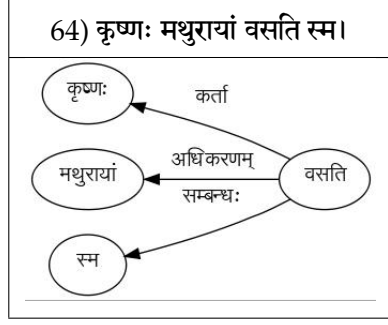 64) कृष्णः मथुरायां वसति स्म।
कृष्णः
कर्ता
मथुरायां
अधिकरणम्
वसति
सम्बन्धः
स्म